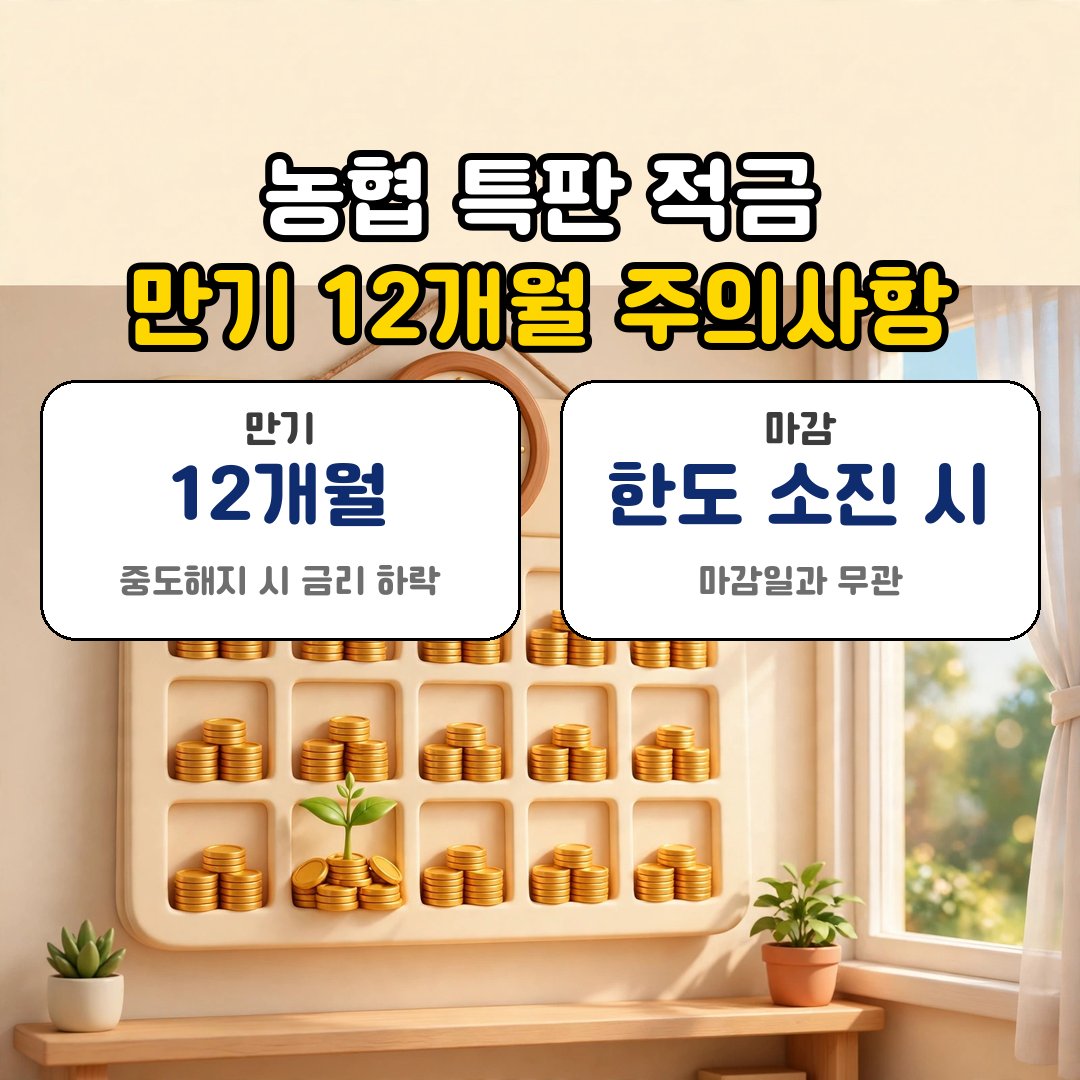 농협 특판 적금
만기 12개월 주의사항
만기
12개월
중도해지 시 금리 하락
마감
한도 소진 시
마감일과 무관